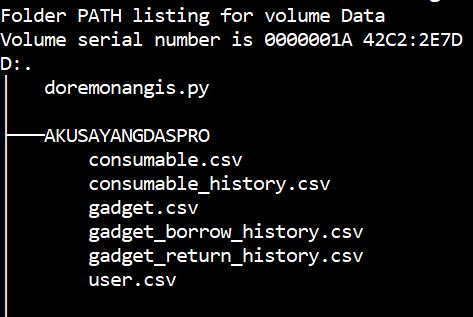 Folder PATH listing for volume Data
Volume serial number is 0000001A 42C2:2E7D
D:.
doremonangis.py
AKUSAYANGDASPRO
consumable.csv
consumable_history.csv
gadget.csv
gadget_borrow_history.csv
gadget_return_history.csv
user.csv